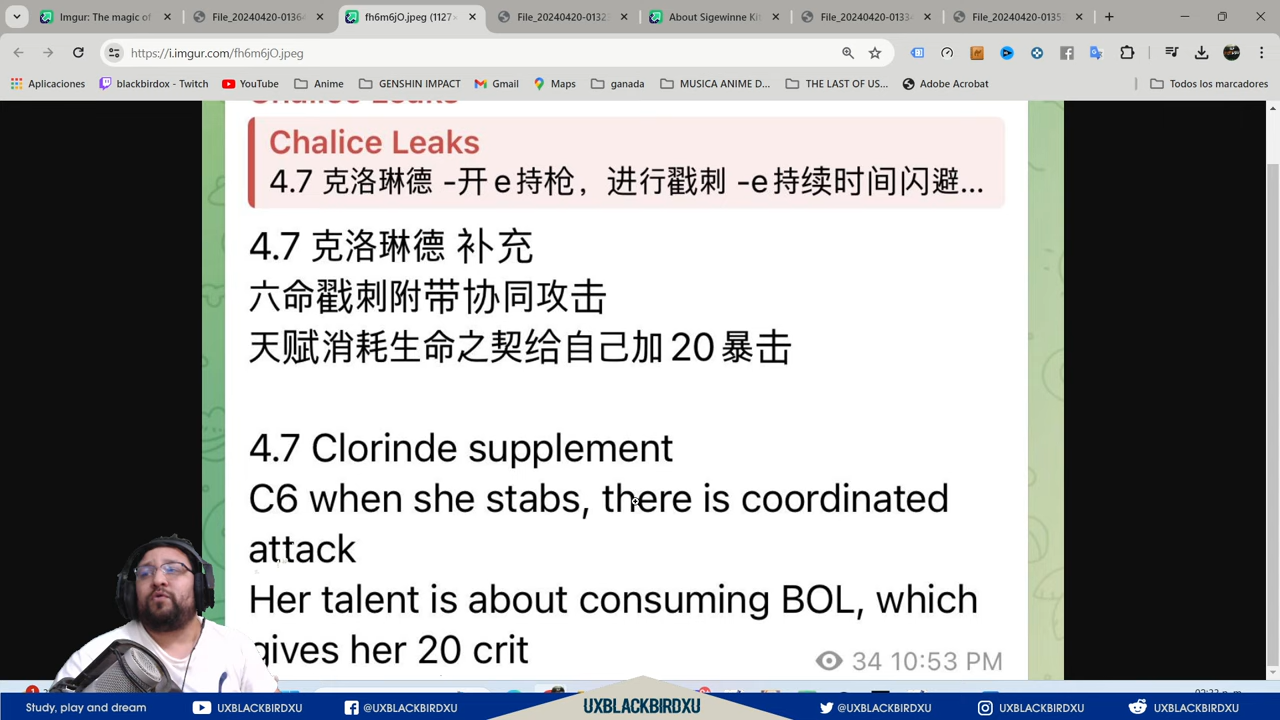 Imgur: The magic of
File_20240420-0136
fh6m6jO.jpeg (1127×
File_20240420-0132
About Sigewinne Ki
File_20240420-0133
File_20240420-0135
https://i.imgur.com/fh6m6jO.jpeg
Aplicaciones
blackbirdox - Twitch
YouTube
Anime
GENSHIN IMPACT
Gmail
Maps
ganada
MUSICA ANIME D...
THE LAST OF US...
Adobe Acrobat
Todos los marcadores
Chalice Leaks
Chalice Leaks
4.7 克洛琳德 -开e持枪，进行戳刺 -e持续时间闪避...
4.7 克洛琳德 补充
六命戳刺附带协同攻击
天赋消耗生命之契给自己加 20 暴击
4.7 Clorinde supplement
C6 when she stabs, there is coordinated
attack
Her talent is about consuming BOL, which
gives her 20 crit
34 10:53 PM
Study, play and dream
UXBLACKBIRDXU
@UXBLACKBIRDXU
UXBLACKBIRDXU
@UXBLACKBIRDXU
UXBLACKBIRDXU
UXBLACKBIRDXU